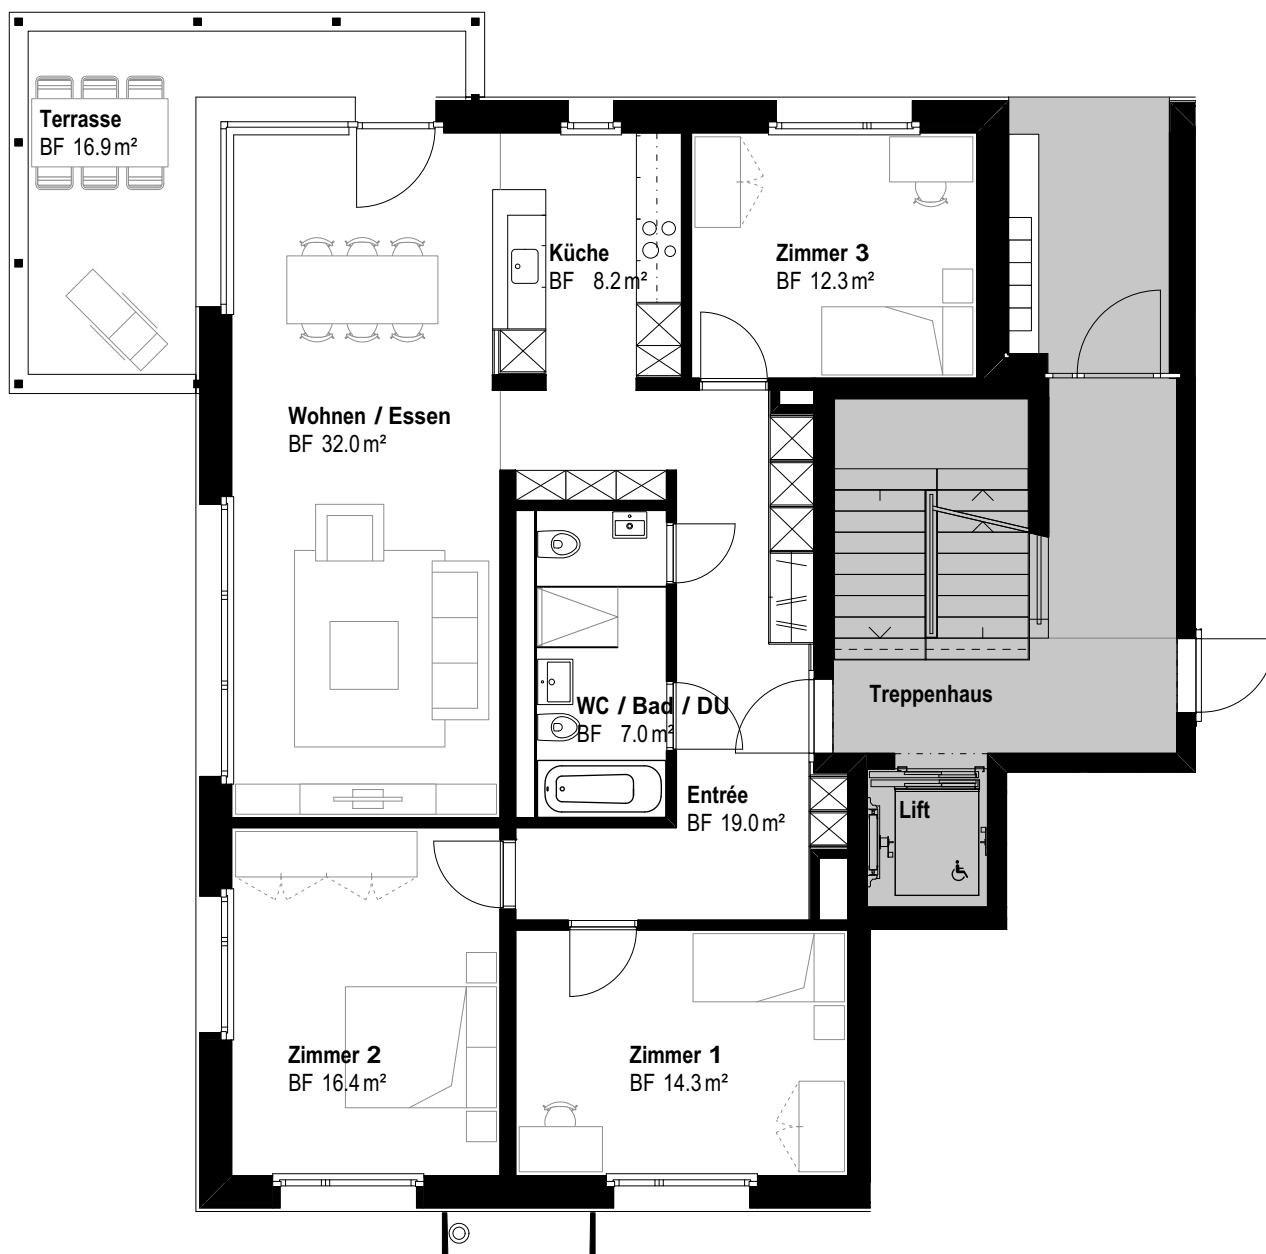 Terrasse
BF 16.9 m²
Küche
BF 8.2 m²
Zimmer 3
BF 12.3 m²
Wohnen / Essen
BF 32.0 m²
Treppenhaus
WC / Bad / DU
BF 7.0 m²
Entrée
BF 19.0 m²
Lift
Zimmer 2
BF 16.4 m²
Zimmer 1
BF 14.3 m²